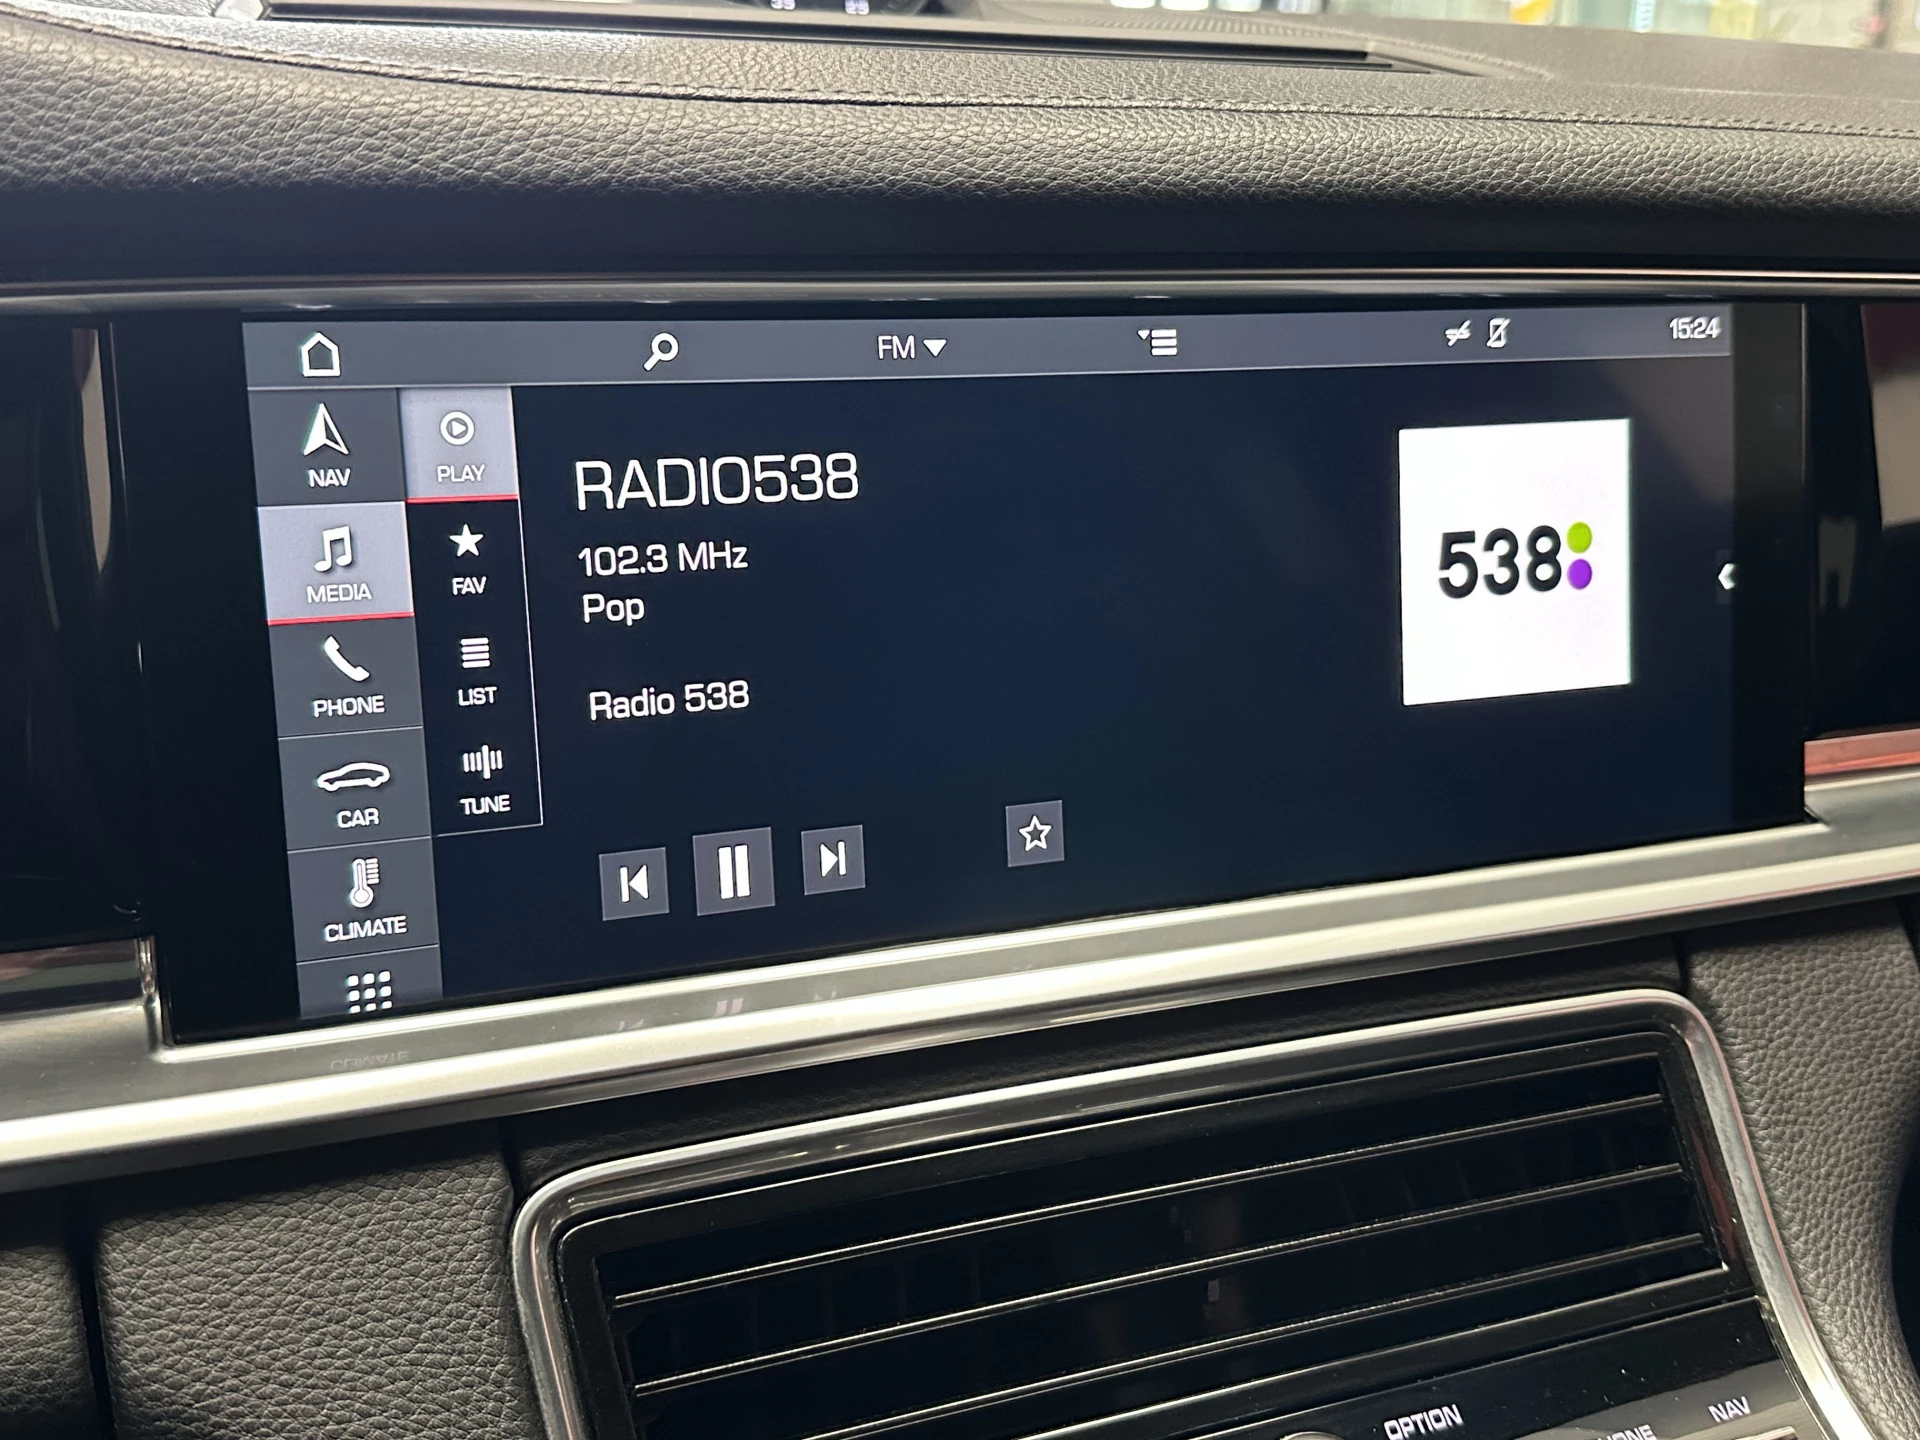 FM
15:24
NAV
PLAY
RADIO538
102.3 MHz
Pop
Radio 538
538
MEDIA
FAV
PHONE
LIST
CAR
TUNE
CLIMATE
OPTION
NAV